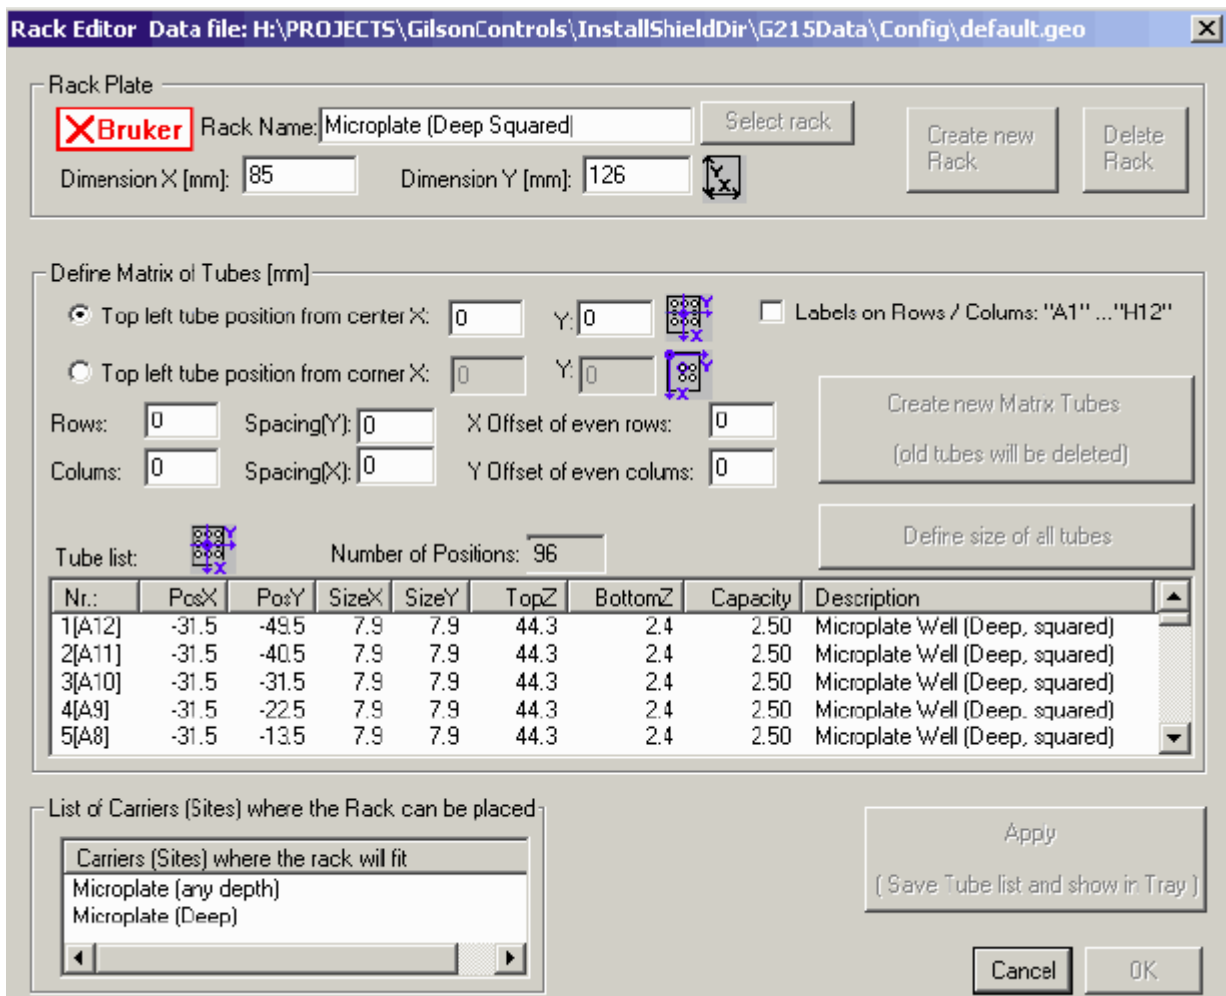 Rack Editor Data file: H:\PROJECTS\GilsonControls\InstallShieldDir\G215Data\Config\default.geo
Rack Plate
XBruker Rack Name: Microplate (Deep Squared Select rack Create new Rack Delete Rack
Dimension X [mm]: 85 Dimension Y [mm]: 126 Y X
Define Matrix of Tubes [mm]
Top left tube position from center X: 0 Y: 0 Y X Labels on Rows / Colums: "A1" ..."H12"
Top left tube position from corner X: 0 Y: 0 Y X
Create new Matrx Tubes
(old tubes will be deleted)
Rows: 0 Spacing(Y): 0 X Offset of even rows: 0
Colums: 0 Spacing(X): 0 Y Offset of even colums: 0
Define size of all tubes
Tube list: Y X Number of Positions: 96
Nr.: PosX PosY SizeX SizeY TopZ BottomZ Capacity Description
1[A12] -31.5 -49.5 7.9 7.9 44.3 2.4 2.50 Microplate Well (Deep, squared)
2[A11] -31.5 -40.5 7.9 7.9 44.3 2.4 2.50 Microplate Well (Deep, squared)
3[A10] -31.5 -31.5 7.9 7.9 44.3 2.4 2.50 Microplate Well (Deep, squared)
4[A9] -31.5 -22.5 7.9 7.9 44.3 2.4 2.50 Microplate Well (Deep, squared)
5[A8] -31.5 -13.5 7.9 7.9 44.3 2.4 2.50 Microplate Well (Deep, squared)
List of Carriers (Sites) where the Rack can be placed
Carriers (Sites) where the rack will fit
Microplate (any depth)
Microplate (Deep)
Apply
( Save Tube list and show in Tray )
Cancel OK